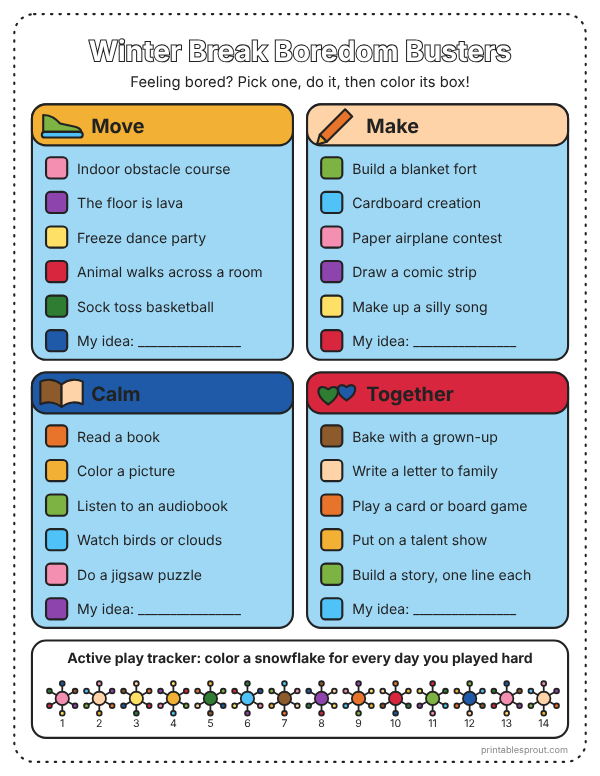 Winter Break Boredom Busters
Feeling bored? Pick one, do it, then color its box!
Move
Indoor obstacle course
The floor is lava
Freeze dance party
Animal walks across a room
Sock toss basketball
My idea: _______________
Make
Build a blanket fort
Cardboard creation
Paper airplane contest
Draw a comic strip
Make up a silly song
My idea: _______________
Calm
Read a book
Color a picture
Listen to an audiobook
Watch birds or clouds
Do a jigsaw puzzle
My idea: _______________
Together
Bake with a grown-up
Write a letter to family
Play a card or board game
Put on a talent show
Build a story, one line each
My idea: _______________
Active play tracker: color a snowflake for every day you played hard
1 2 3 4 5 6 7 8 9 10 11 12 13 14
printablesprout.com